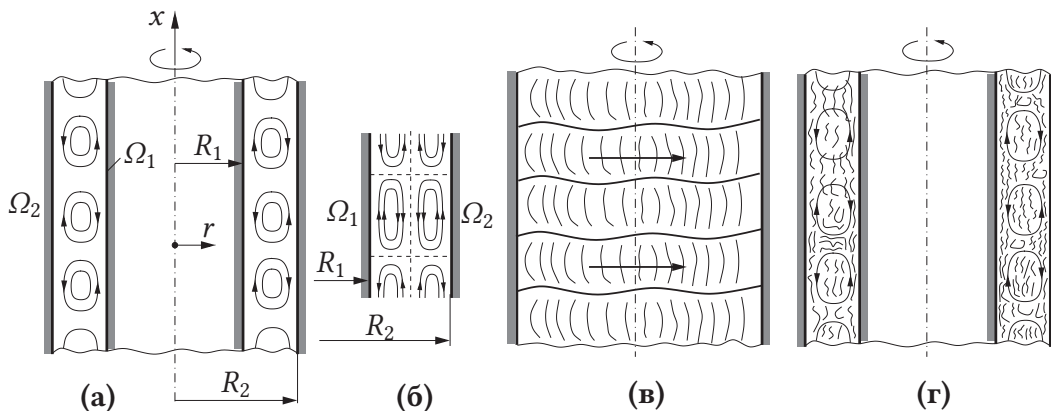 x
Ω₂
Ω₁
R₁
r
R₂
(а)
Ω₁
Ω₂
R₁
R₂
(б)
(в)
(г)